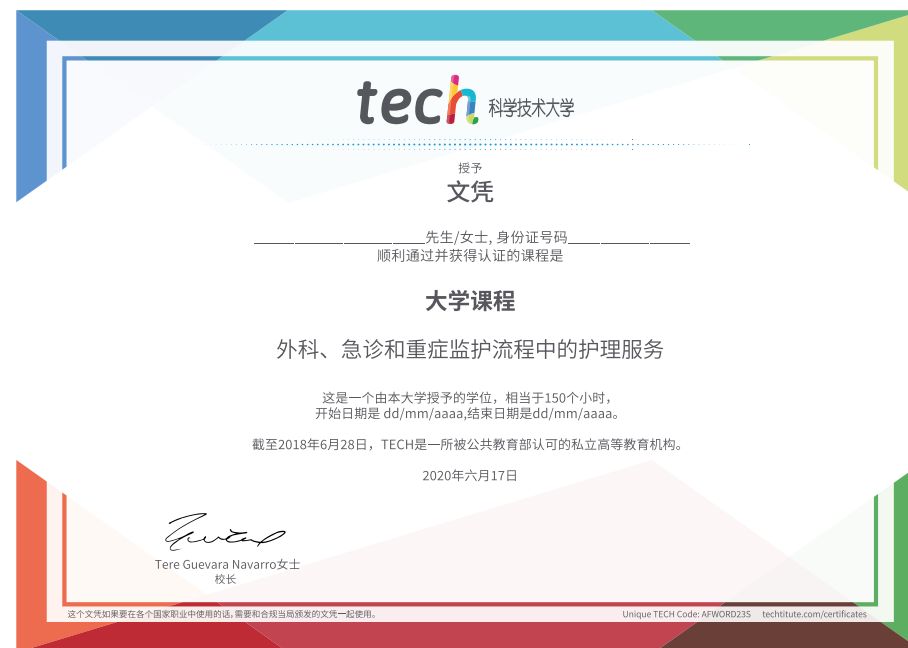 tech 科学技术大学
授予
文凭
____________________先生/女士, 身份证号码______________
顺利通过并获得认证的课程是
大学课程
外科、急诊和重症监护流程中的护理服务
这是一个由本大学授予的学位，相当于150个小时，
开始日期是 dd/mm/aaaa,结束日期是dd/mm/aaaa。
截至2018年6月28日，TECH是一所被公共教育部认可的私立高等教育机构。
2020年六月17日
Tere Guevara Navarro女士
校长
这个文凭如果要在各个国家职业中使用的话,需要和合规当局颁发的文凭一起使用。
Unique TECH Code: AFWORD23S techtitute.com/certificates